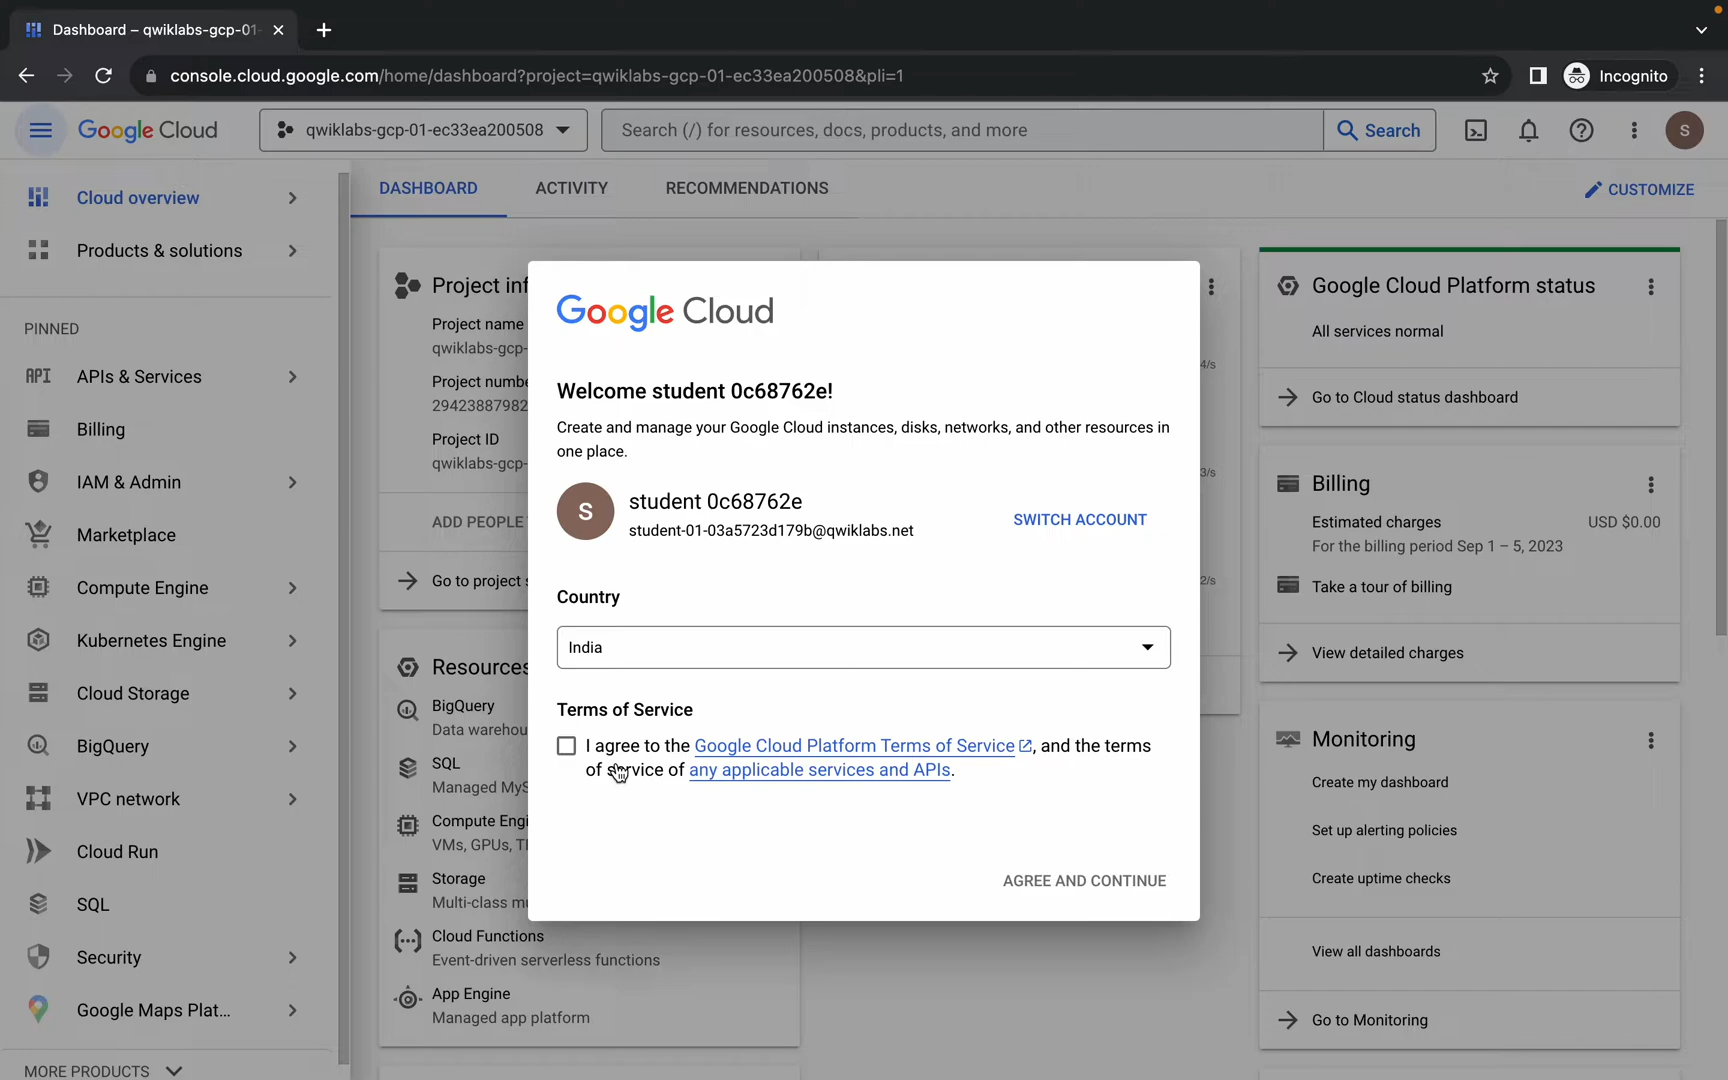 Dashboard – qwiklabs-gcp-01-
console.cloud.google.com/home/dashboard?project=qwiklabs-gcp-01-ec33ea200508&pli=1
Incognito
Google Cloud
qwiklabs-gcp-01-ec33ea200508
Search (/) for resources, docs, products, and more
Search
S
Cloud overview
Products & solutions
PINNED
API APIs & Services
Billing
IAM & Admin
Marketplace
Compute Engine
Kubernetes Engine
Cloud Storage
BigQuery
VPC network
Cloud Run
SQL
Security
Google Maps Plat...
MORE PRODUCTS
DASHBOARD
ACTIVITY
RECOMMENDATIONS
CUSTOMIZE
Project inf
Project name
qwiklabs-gcp-
Project numbe
29423887982
Project ID
qwiklabs-gcp-
ADD PEOPLE
Go to project s
Resources
BigQuery
Data warehou
SQL
Managed MyS
Compute Engi
VMs, GPUs, T
Storage
Multi-class mu
Cloud Functions
Event-driven serverless functions
App Engine
Managed app platform
Google Cloud
Welcome student 0c68762e!
Create and manage your Google Cloud instances, disks, networks, and other resources in
one place.
S
student 0c68762e
student-01-03a5723d179b@qwiklabs.net
SWITCH ACCOUNT
Country
India
Terms of Service
I agree to the Google Cloud Platform Terms of Service, and the terms
of service of any applicable services and APIs.
AGREE AND CONTINUE
4/s
3/s
2/s
Google Cloud Platform status
All services normal
Go to Cloud status dashboard
Billing
Estimated charges USD $0.00
For the billing period Sep 1 – 5, 2023
Take a tour of billing
View detailed charges
Monitoring
Create my dashboard
Set up alerting policies
Create uptime checks
View all dashboards
Go to Monitoring